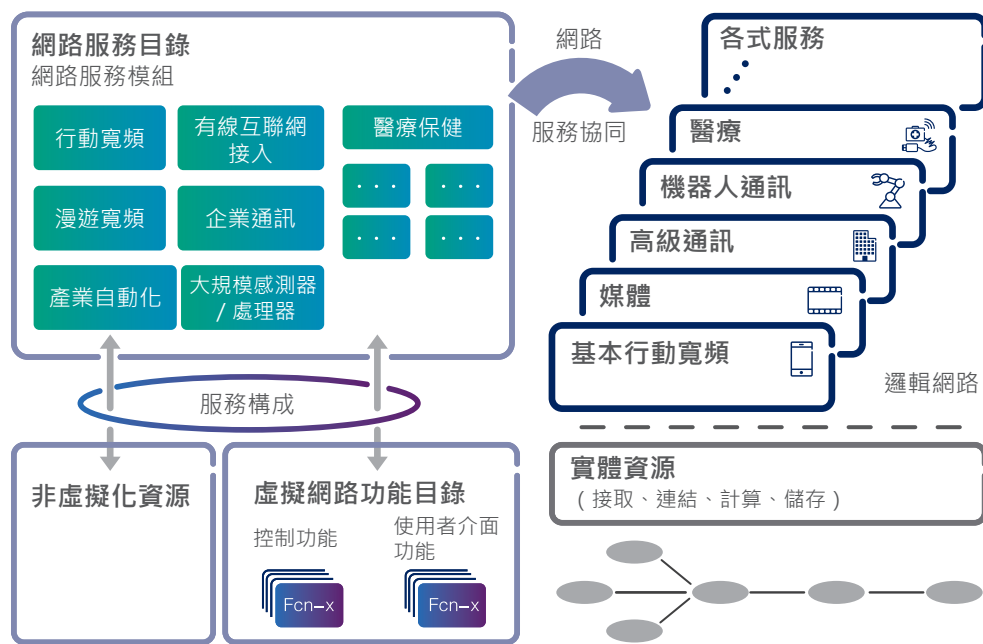 網路服務目錄
網路服務模組
行動寬頻
有線互聯網
接入
醫療保健
···
···
漫遊寬頻
企業通訊
···
···
產業自動化
大規模感測器
/ 處理器
網路
服務協同
各式服務
醫療
機器人通訊
高級通訊
媒體
基本行動寬頻
邏輯網路
服務構成
非虛擬化資源
虛擬網路功能目錄
控制功能
使用者介面
功能
Fcn–x
Fcn–x
實體資源
(接取、連結、計算、儲存)